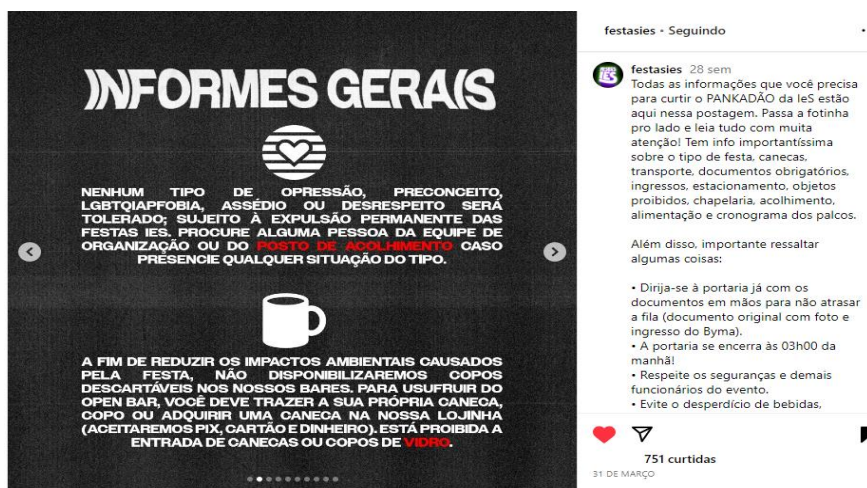 INFORMES GERAIS
NENHUM TIPO DE OPRESSÃO, PRECONCEITO,
LGBTQIAPFOBIA, ASSÉDIO OU DESRESPEITO SERÁ
TOLERADO; SUJEITO À EXPULSÃO PERMANENTE DAS
FESTAS IES. PROCURE ALGUMA PESSOA DA EQUIPE DE
ORGANIZAÇÃO OU DO POSTO DE ACOLHIMENTO CASO
PRESENCIE QUALQUER SITUAÇÃO DO TIPO.
A FIM DE REDUZIR OS IMPACTOS AMBIENTAIS CAUSADOS
PELA FESTA, NÃO DISPONIBILIZAREMOS COPOS
DESCARTÁVEIS NOS NOSSOS BARES. PARA USUFRUIR DO
OPEN BAR, VOCÊ DEVE TRAZER A SUA PRÓPRIA CANECA,
COPO OU ADQUIRIR UMA CANECA NA NOSSA LOJINHA
(ACEITAREMOS PIX, CARTÃO E DINHEIRO). ESTÁ PROIBIDA A
ENTRADA DE CANECAS OU COPOS DE VIDRO.
festasies • Seguindo
festasies 28 sem
Todas as informações que você precisa
para curtir o PANKADÃO da IeS estão
aqui nessa postagem. Passa a fotinha
pro lado e leia tudo com muita
atenção! Tem info importantíssima
sobre o tipo de festa, canecas,
transporte, documentos obrigatórios,
ingressos, estacionamento, objetos
proibidos, chapelaria, acolhimento,
alimentação e cronograma dos palcos.
Além disso, importante ressaltar
algumas coisas:
• Dirija-se à portaria já com os
documentos em mãos para não atrasar
a fila (documento original com foto e
ingresso do Byma).
• A portaria se encerra às 03h00 da
manhã!
• Respeite os seguranças e demais
funcionários do evento.
• Evite o desperdício de bebidas,
751 curtidas
31 DE MARÇO